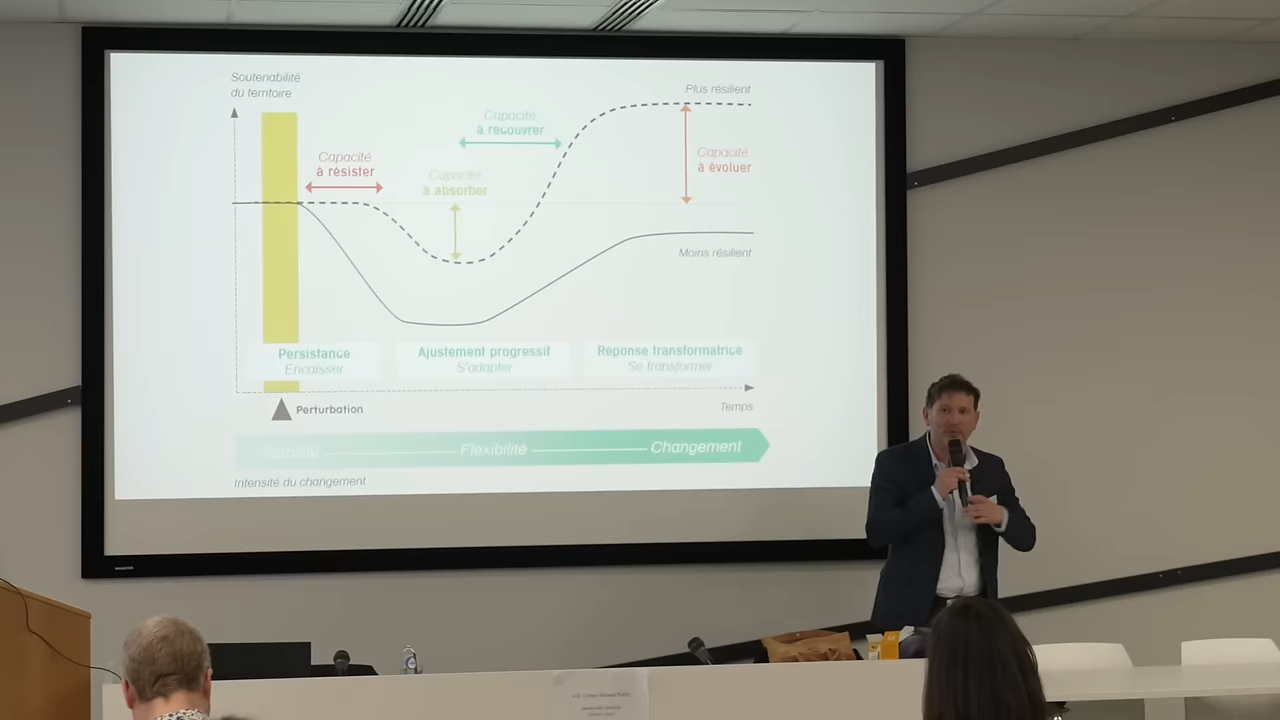 Soutenabilité
du territoire
Plus résilient
Capacité
à recouvrer
Capacité
à résister
Capacité
à évoluer
Capacité
à absorber
Moins résilient
Persistance
Encaisser
Ajustement progressif
S'adapter
Réponse transformatrice
Se transformer
Perturbation
Temps
Stabilité
Flexibilité
Changement
Intensité du changement